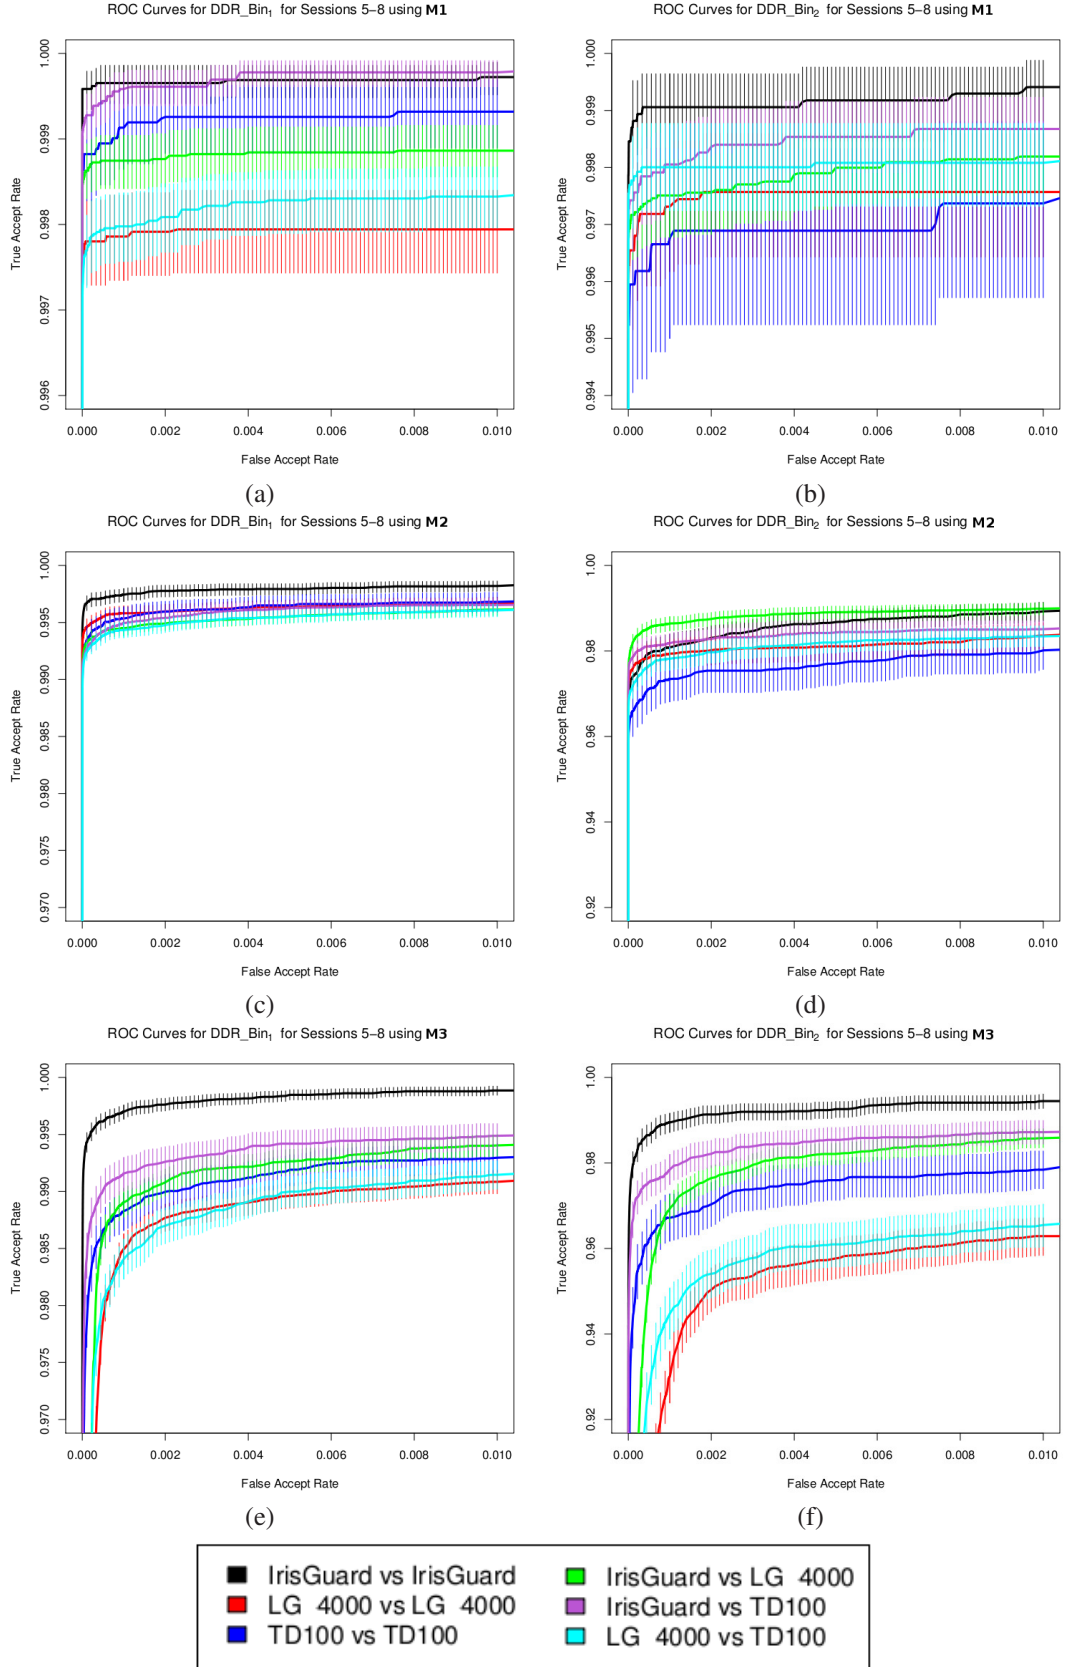 ROC Curves for DDR_Bin1 for Sessions 5−8 using M1
True Accept Rate
1.000
0.999
0.998
0.997
0.996
0.000 0.002 0.004 0.006 0.008 0.010
False Accept Rate
(a)
ROC Curves for DDR_Bin2 for Sessions 5−8 using M1
True Accept Rate
1.000
0.999
0.998
0.997
0.996
0.995
0.994
0.000 0.002 0.004 0.006 0.008 0.010
False Accept Rate
(b)
ROC Curves for DDR_Bin1 for Sessions 5−8 using M2
True Accept Rate
1.000
0.995
0.990
0.985
0.980
0.975
0.970
0.000 0.002 0.004 0.006 0.008 0.010
False Accept Rate
(c)
ROC Curves for DDR_Bin2 for Sessions 5−8 using M2
True Accept Rate
1.00
0.98
0.96
0.94
0.92
0.000 0.002 0.004 0.006 0.008 0.010
False Accept Rate
(d)
ROC Curves for DDR_Bin1 for Sessions 5−8 using M3
True Accept Rate
1.000
0.995
0.990
0.985
0.980
0.975
0.970
0.000 0.002 0.004 0.006 0.008 0.010
False Accept Rate
(e)
ROC Curves for DDR_Bin2 for Sessions 5−8 using M3
True Accept Rate
1.00
0.98
0.96
0.94
0.92
0.000 0.002 0.004 0.006 0.008 0.010
False Accept Rate
(f)
IrisGuard vs IrisGuard
LG 4000 vs LG 4000
TD100 vs TD100
IrisGuard vs LG 4000
IrisGuard vs TD100
LG 4000 vs TD100